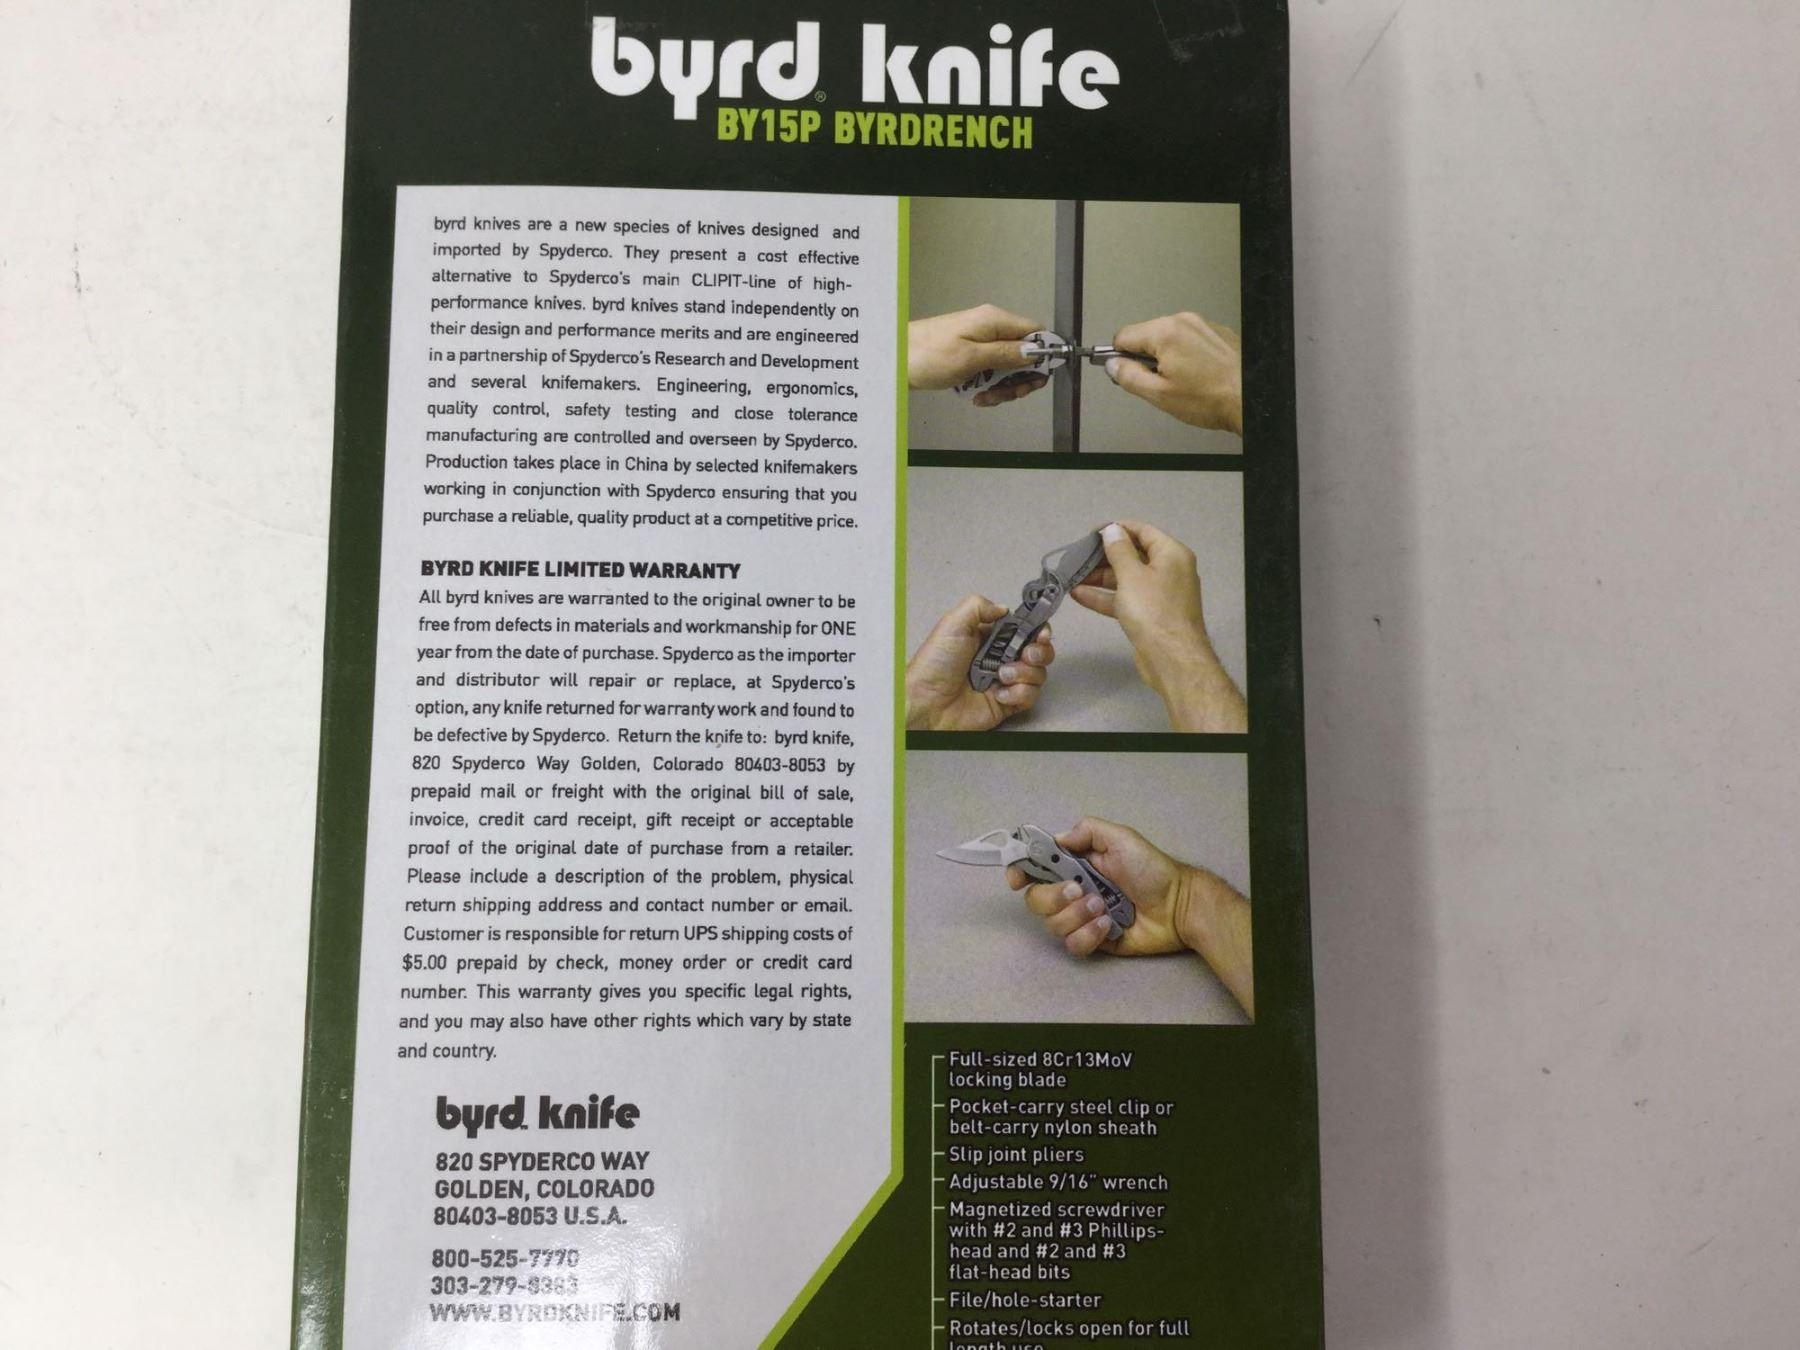 byrd® knife
BY15P BYRDRENCH
byrd knives are a new species of knives designed and
imported by Spyderco. They present a cost effective
alternative to Spyderco's main CLIPIT-line of high-
performance knives. byrd knives stand independently on
their design and performance merits and are engineered
in a partnership of Spyderco's Research and Development
and several knifemakers. Engineering, ergonomics,
quality control, safety testing and close tolerance
manufacturing are controlled and overseen by Spyderco.
Production takes place in China by selected knifemakers
working in conjunction with Spyderco ensuring that you
purchase a reliable, quality product at a competitive price.
BYRD KNIFE LIMITED WARRANTY
All byrd knives are warranted to the original owner to be
free from defects in materials and workmanship for ONE
year from the date of purchase. Spyderco as the importer
and distributor will repair or replace, at Spyderco's
option, any knife returned for warranty work and found to
be defective by Spyderco. Return the knife to: byrd knife,
820 Spyderco Way Golden, Colorado 80403-8053 by
prepaid mail or freight with the original bill of sale,
invoice, credit card receipt, gift receipt or acceptable
proof of the original date of purchase from a retailer.
Please include a description of the problem, physical
return shipping address and contact number or email.
Customer is responsible for return UPS shipping costs of
$5.00 prepaid by check, money order or credit card
number. This warranty gives you specific legal rights,
and you may also have other rights which vary by state
and country.
byrd™ knife
820 SPYDERCO WAY
GOLDEN, COLORADO
80403-8053 U.S.A.
800-525-7770
303-279-8383
WWW.BYRDKNIFE.COM
Full-sized 8Cr13MoV
locking blade
Pocket-carry steel clip or
belt-carry nylon sheath
Slip joint pliers
Adjustable 9/16" wrench
Magnetized screwdriver
with #2 and #3 Phillips-
head and #2 and #3
flat-head bits
File/hole-starter
Rotates/locks open for full
length use